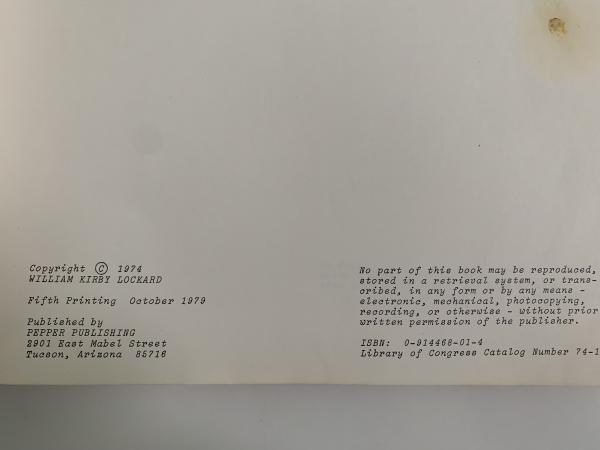 Copyright © 1974
WILLIAM KIRBY LOCKARD
Fifth Printing October 1979
Published by
PEPPER PUBLISHING
2901 East Mabel Street
Tucson, Arizona 85716
No part of this book may be reproduced,
stored in a retrieval system, or trans-
cribed, in any form or by any means -
electronic, mechanical, photocopying,
recording, or otherwise - without prior
written permission of the publisher.
ISBN: 0-914468-01-4
Library of Congress Catalog Number 74-1